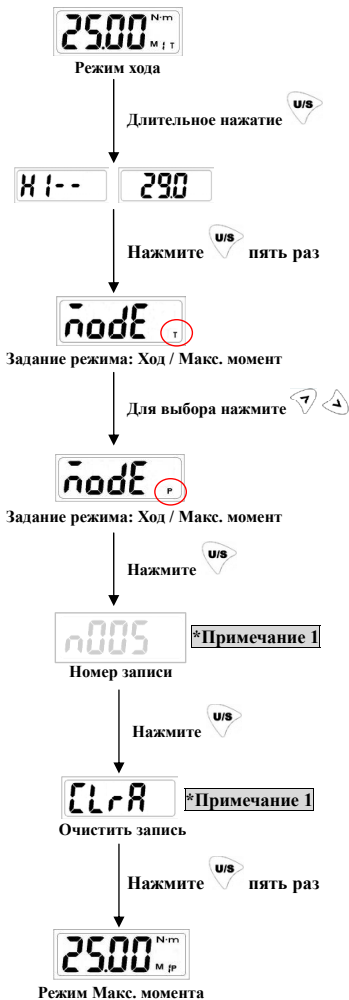 25.00 N·m
M T
Режим хода
Длительное нажатие U/S
HI-- 29.0
Нажмите U/S пять раз
modE T
Задание режима: Ход / Макс. момент
Для выбора нажмите
modE P
Задание режима: Ход / Макс. момент
Нажмите U/S
n005 *Примечание 1
Номер записи
Нажмите U/S
CLrA *Примечание 1
Очистить запись
Нажмите U/S пять раз
25.00 N·m
M P
Режим Макс. момента